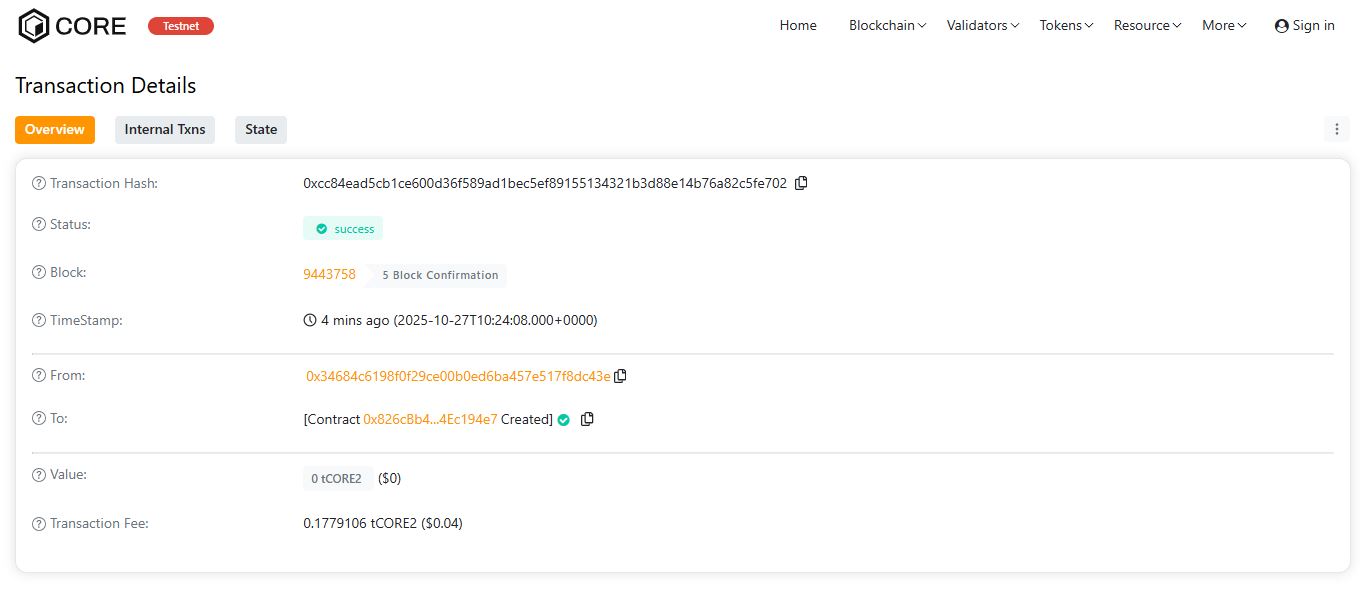 CORE Testnet Home Blockchain Validators Tokens Resource More Sign in
Transaction Details
Overview Internal Txns State
Transaction Hash: 0xcc84ead5cb1ce600d36f589ad1bec5ef89155134321b3d88e14b76a82c5fe702
Status: success
Block: 9443758 5 Block Confirmation
TimeStamp: 4 mins ago (2025-10-27T10:24:08.000+0000)
From: 0x34684c6198f0f29ce00b0ed6ba457e517f8dc43e
To: [Contract 0x826cBb4...4Ec194e7 Created]
Value: 0 tCORE2 ($0)
Transaction Fee: 0.1779106 tCORE2 ($0.04)